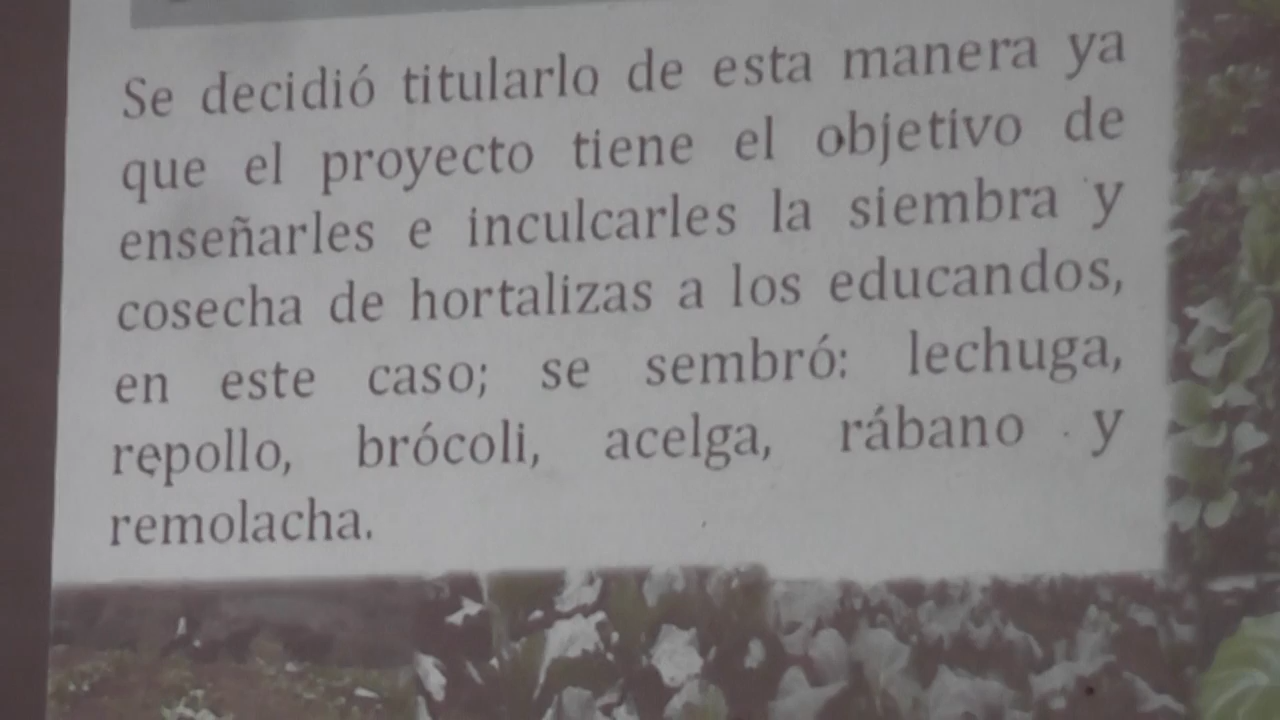 Se decidió titularlo de esta manera ya
que el proyecto tiene el objetivo de
enseñarles e inculcarles la siembra y
cosecha de hortalizas a los educandos,
en este caso; se sembró: lechuga,
repollo, brócoli, acelga, rábano y
remolacha.